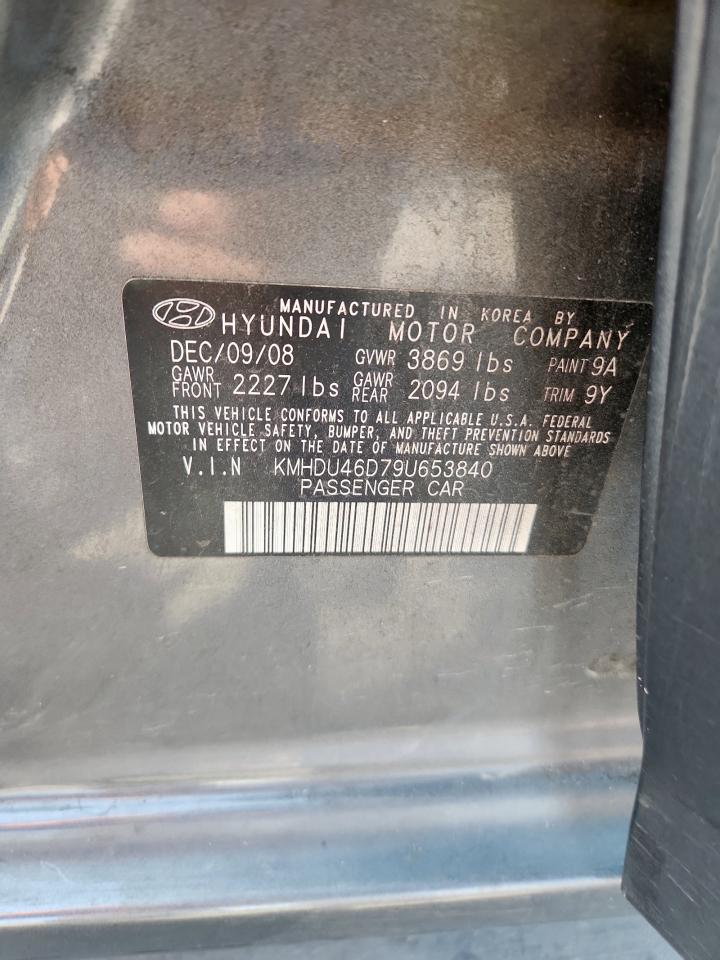 MANUFACTURED IN KOREA BY
HYUNDAI MOTOR COMPANY
DEC/09/08 GVWR 3869 lbs PAINT 9A
GAWR FRONT 2227 lbs GAWR REAR 2094 lbs TRIM 9Y
THIS VEHICLE CONFORMS TO ALL APPLICABLE U.S.A. FEDERAL
MOTOR VEHICLE SAFETY, BUMPER, AND THEFT PREVENTION STANDARDS
IN EFFECT ON THE DATE OF MANUFACTURE SHOWN ABOVE
V.I.N KMHDU46D79U653840
PASSENGER CAR